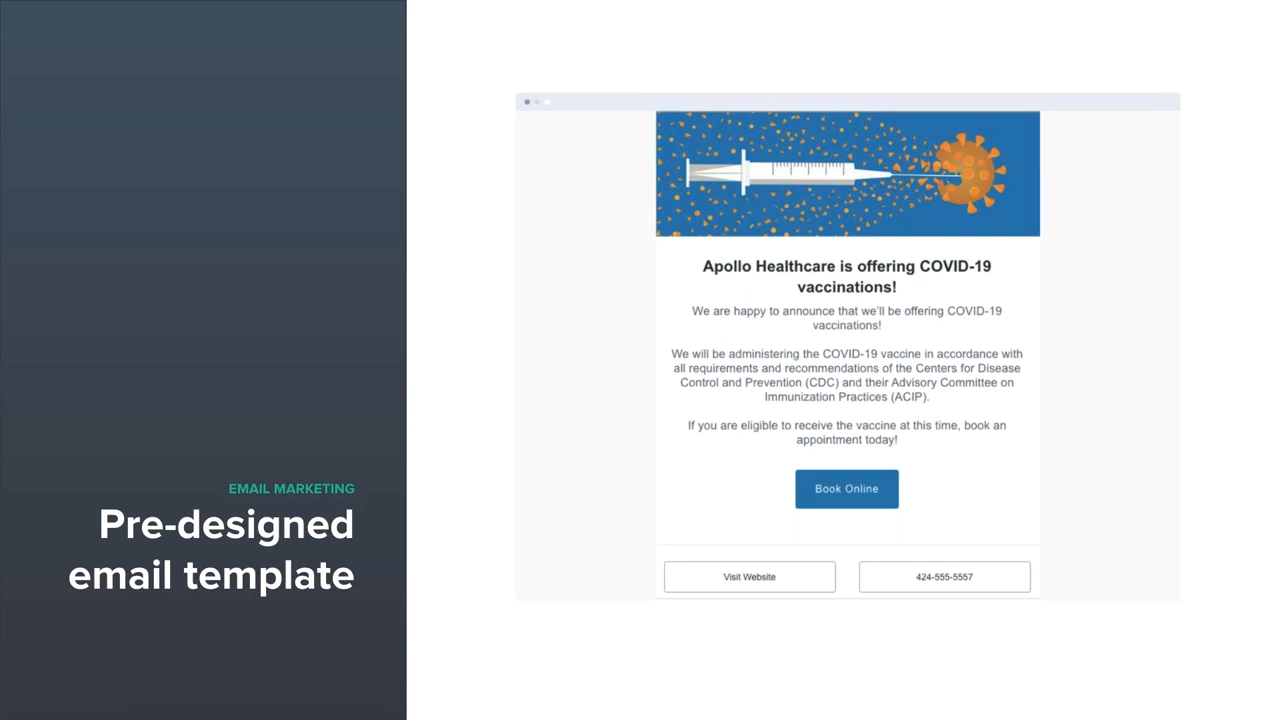 EMAIL MARKETING
Pre-designed
email template
Apollo Healthcare is offering COVID-19
vaccinations!
We are happy to announce that we'll be offering COVID-19
vaccinations!
We will be administering the COVID-19 vaccine in accordance with
all requirements and recommendations of the Centers for Disease
Control and Prevention (CDC) and their Advisory Committee on
Immunization Practices (ACIP).
If you are eligible to receive the vaccine at this time, book an
appointment today!
Book Online
Visit Website
424-555-5557